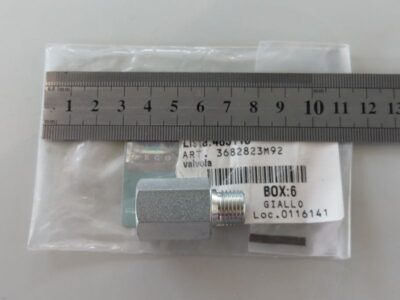 1 2 3 4 5 6 7 8 9 10 11 12 13
ART. 3682823M92
valvola
BOX:6
GIALLO
Loc.0116141